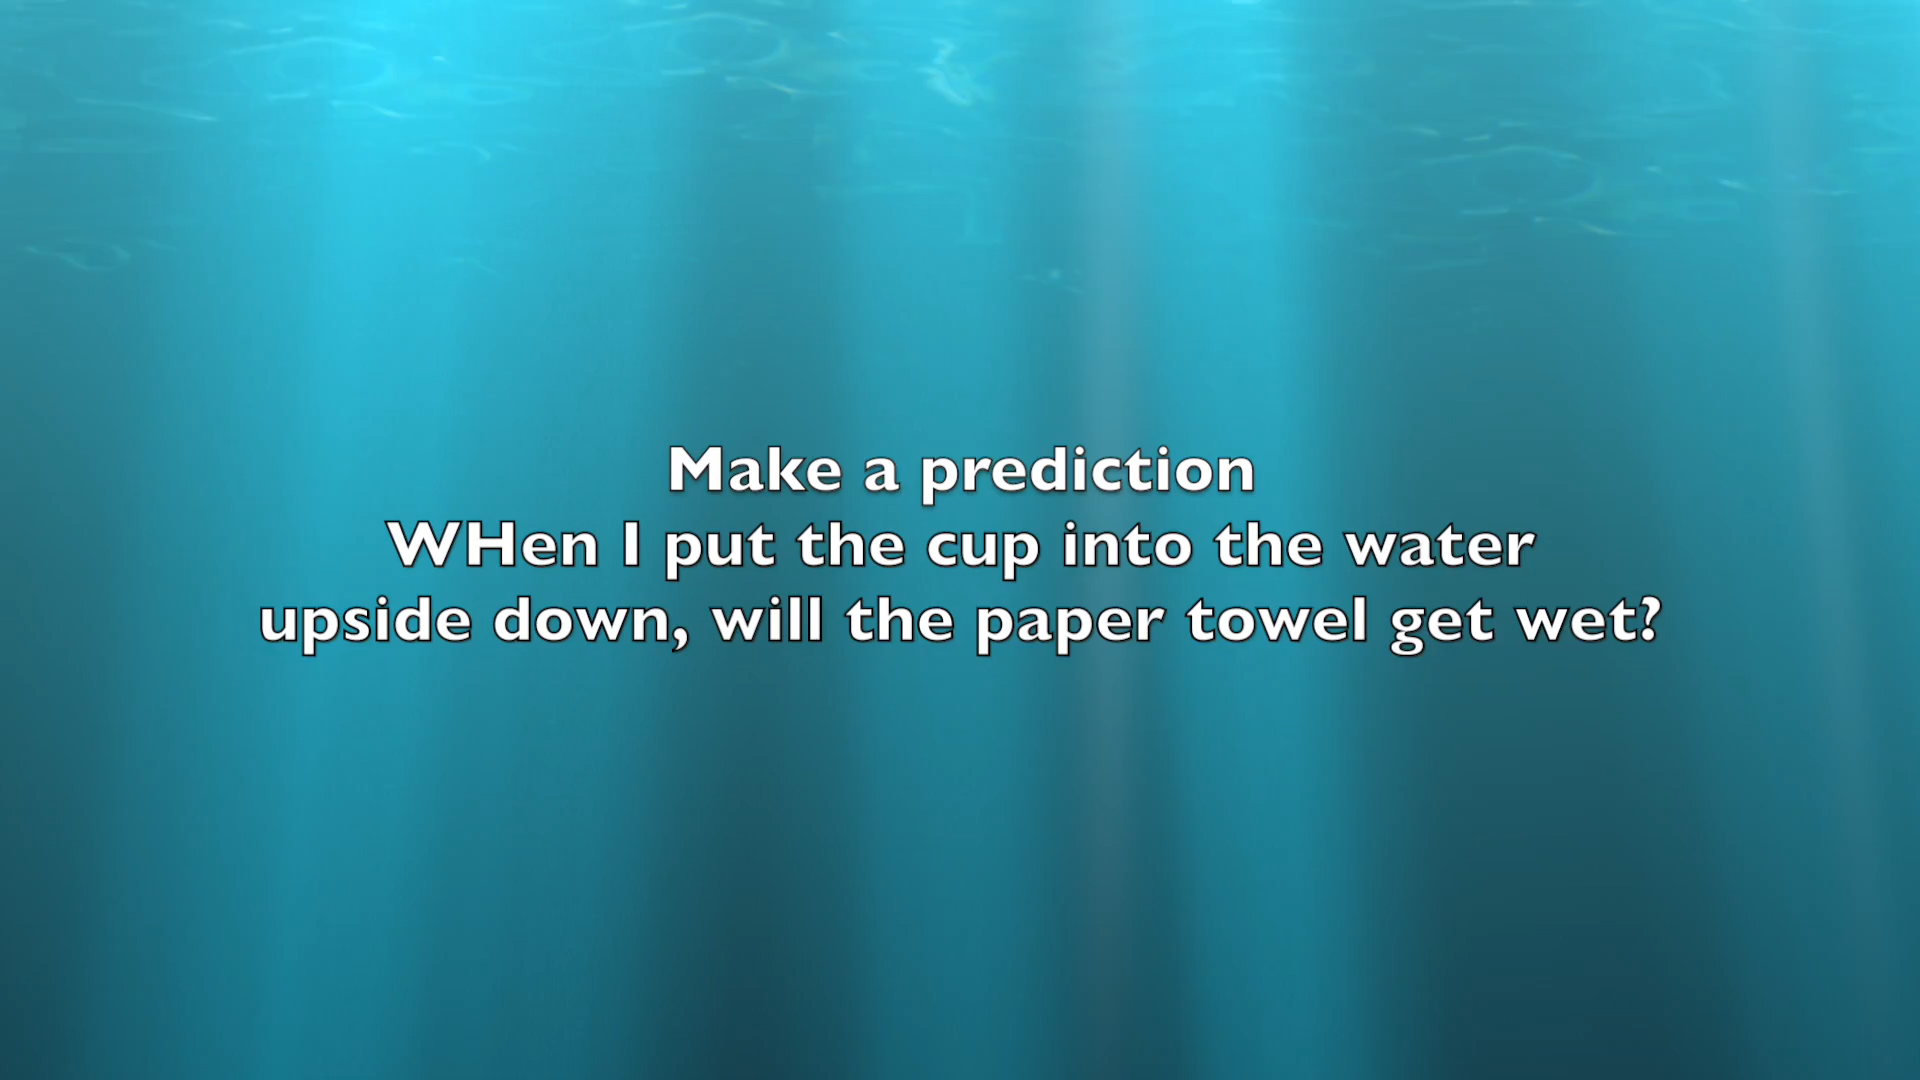 Make a prediction
WHen I put the cup into the water
upside down, will the paper towel get wet?